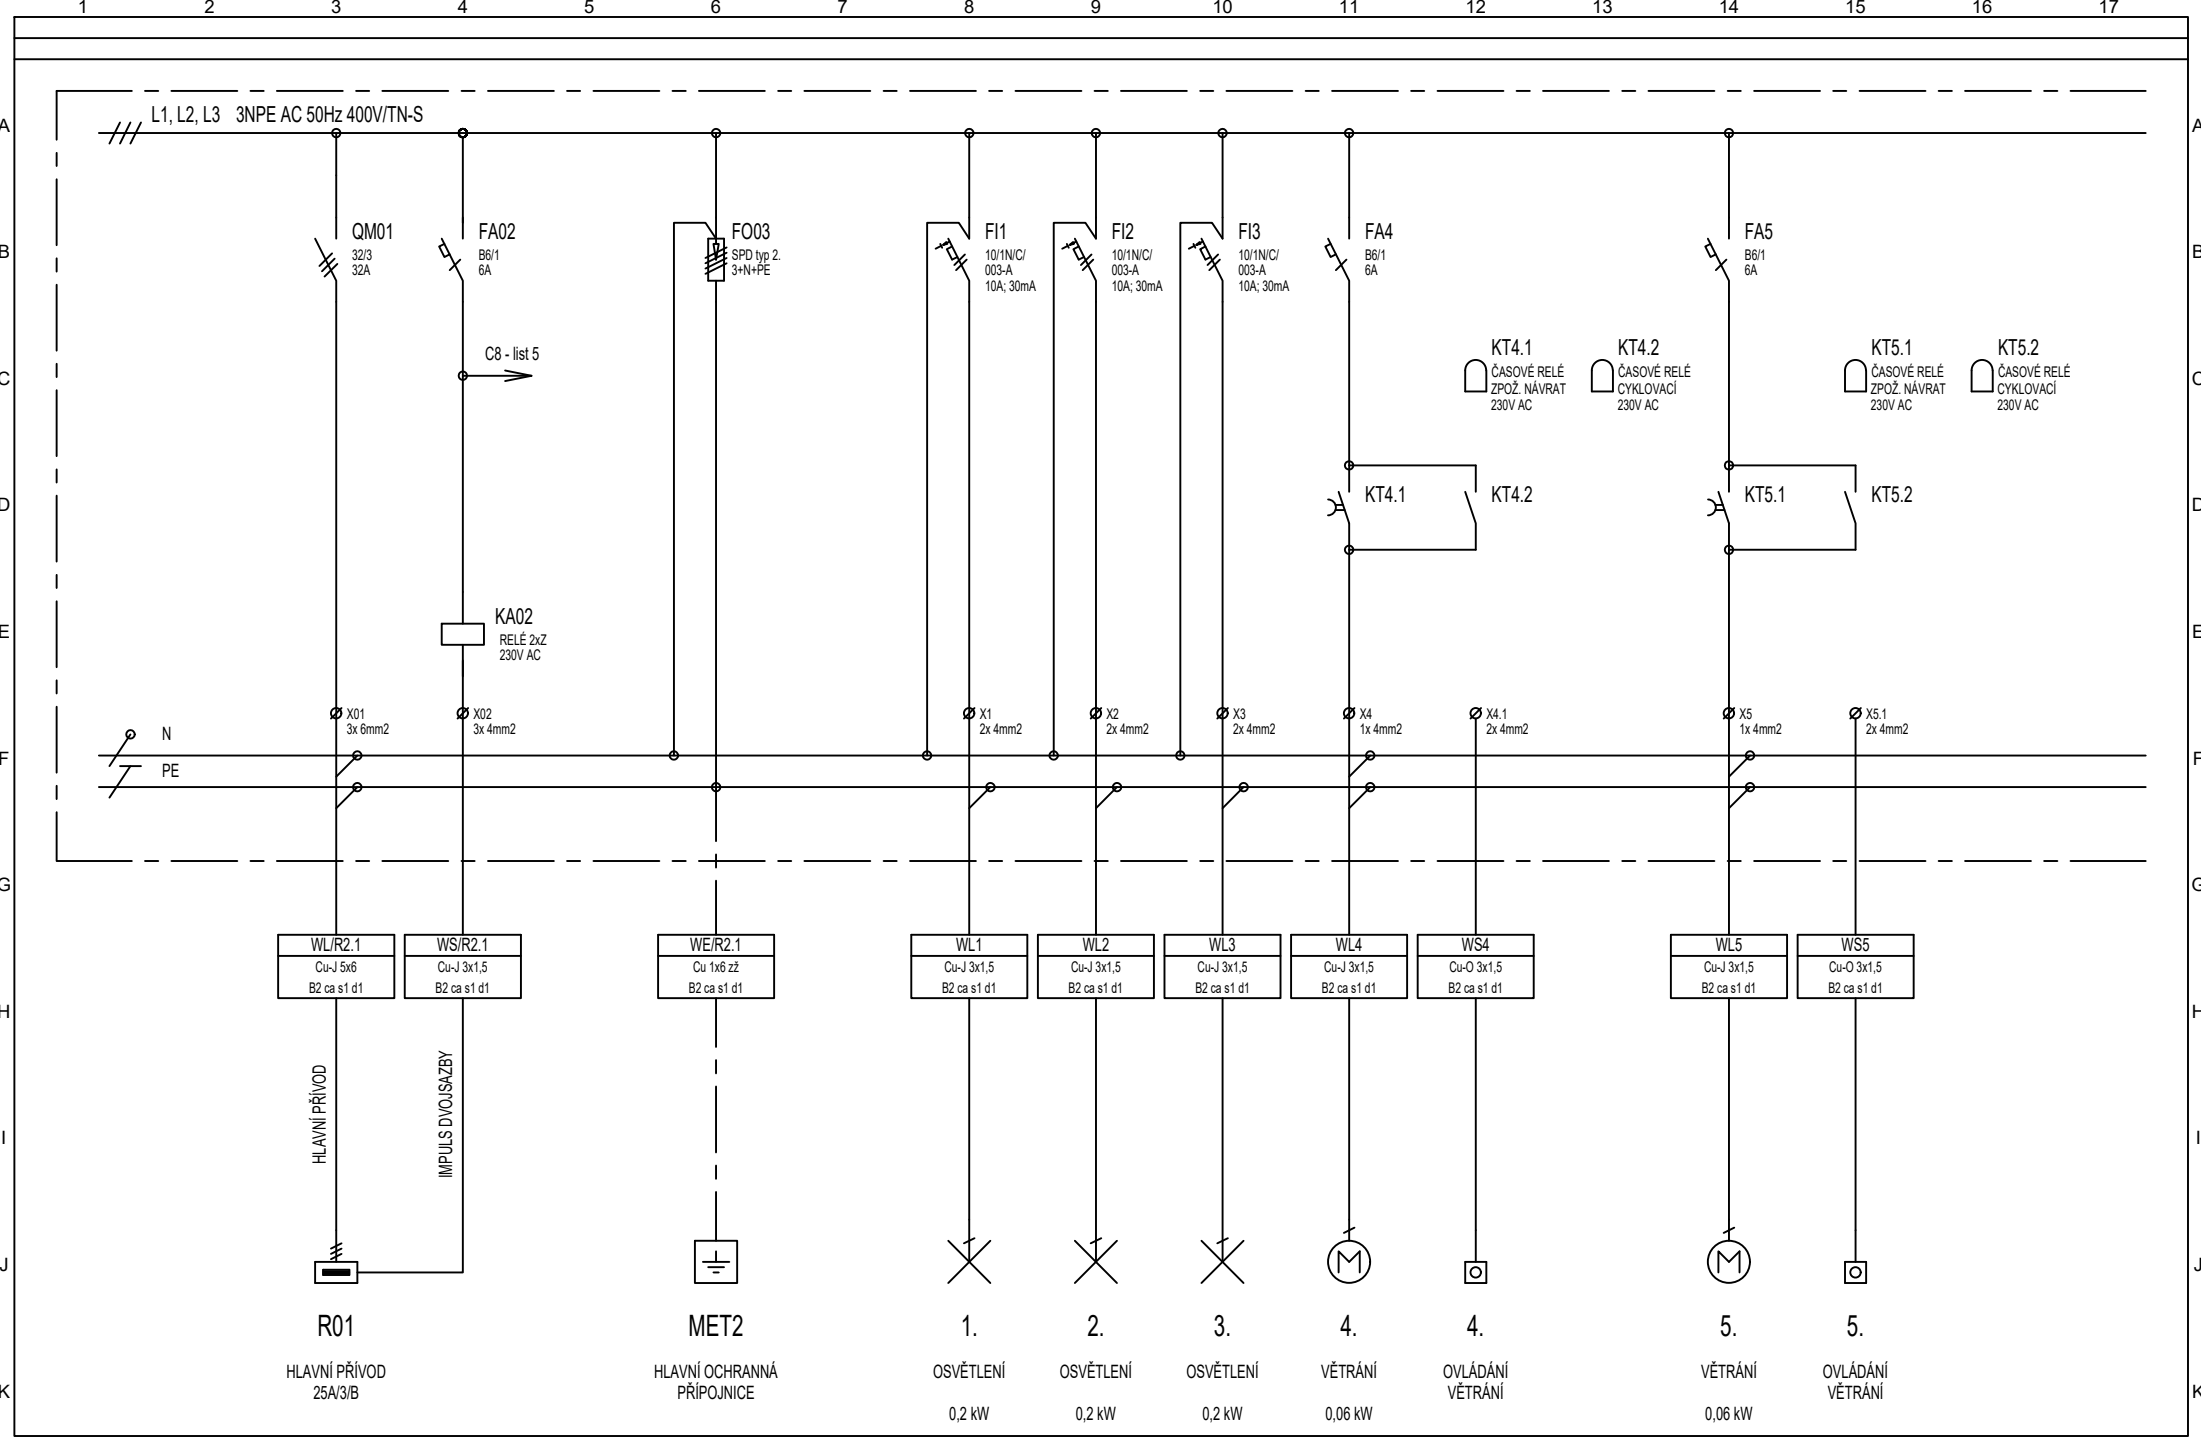 1 2 3 4 5 6 7 8 9 10 11 12 13 14 15 16 17
A L1, L2, L3 3NPE AC 50Hz 400V/TN-S A
B B
QM01
32/3
32A
FA02
B6/1
6A
FO03
SPD typ 2.
3+N+PE
FI1
10/1N/C/
003-A
10A; 30mA
FI2
10/1N/C/
003-A
10A; 30mA
FI3
10/1N/C/
003-A
10A; 30mA
FA4
B6/1
6A
FA5
B6/1
6A
C8 - list 5
C C
KT4.1
ČASOVÉ RELÉ
ZPOŽ. NÁVRAT
230V AC
KT4.2
ČASOVÉ RELÉ
CYKLOVACÍ
230V AC
KT5.1
ČASOVÉ RELÉ
ZPOŽ. NÁVRAT
230V AC
KT5.2
ČASOVÉ RELÉ
CYKLOVACÍ
230V AC
D KT4.1 KT4.2 KT5.1 KT5.2 D
E E
KA02
RELÉ 2xZ
230V AC
X01
3x 6mm2
X02
3x 4mm2
X1
2x 4mm2
X2
2x 4mm2
X3
2x 4mm2
X4
1x 4mm2
X4.1
2x 4mm2
X5
1x 4mm2
X5.1
2x 4mm2
N
F F
PE
G G
WL/R2.1
Cu-J 5x6
B2 ca s1 d1
WS/R2.1
Cu-J 3x1,5
B2 ca s1 d1
WE/R2.1
Cu 1x6 zž
B2 ca s1 d1
WL1
Cu-J 3x1,5
B2 ca s1 d1
WL2
Cu-J 3x1,5
B2 ca s1 d1
WL3
Cu-J 3x1,5
B2 ca s1 d1
WL4
Cu-J 3x1,5
B2 ca s1 d1
WS4
Cu-O 3x1,5
B2 ca s1 d1
WL5
Cu-J 3x1,5
B2 ca s1 d1
WS5
Cu-O 3x1,5
B2 ca s1 d1
H H
HLAVNÍ PŘÍVOD
IMPULS DVOJSAZBY
I I
J J
M M
R01
HLAVNÍ PŘÍVOD
25A/3/B
MET2
HLAVNÍ OCHRANNÁ
PŘÍPOJNICE
1.
OSVĚTLENÍ
0,2 kW
2.
OSVĚTLENÍ
0,2 kW
3.
OSVĚTLENÍ
0,2 kW
4.
VĚTRÁNÍ
0,06 kW
4.
OVLÁDÁNÍ
VĚTRÁNÍ
5.
VĚTRÁNÍ
0,06 kW
5.
OVLÁDÁNÍ
VĚTRÁNÍ
K K